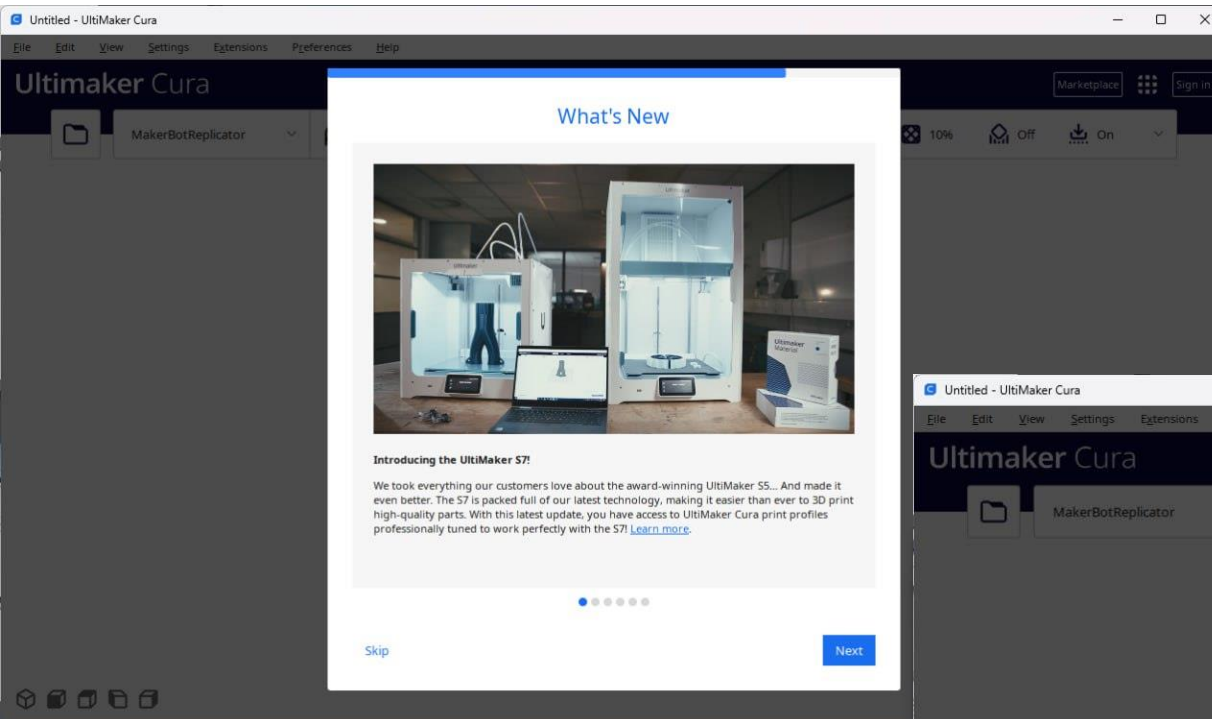 Untitled - UltiMaker Cura
File Edit View Settings Extensions Preferences Help
Ultimaker Cura
Marketplace
Sign in
MakerBotReplicator
10%
Off
On
What's New
Ultimaker
Material
Introducing the UltiMaker S7!
We took everything our customers love about the award-winning UltiMaker S5... And made it
even better. The S7 is packed full of our latest technology, making it easier than ever to 3D print
high-quality parts. With this latest update, you have access to UltiMaker Cura print profiles
professionally tuned to work perfectly with the S7! Learn more.
Skip
Next
Untitled - UltiMaker Cura
File Edit View Settings Extensions
Ultimaker Cura
MakerBotReplicator